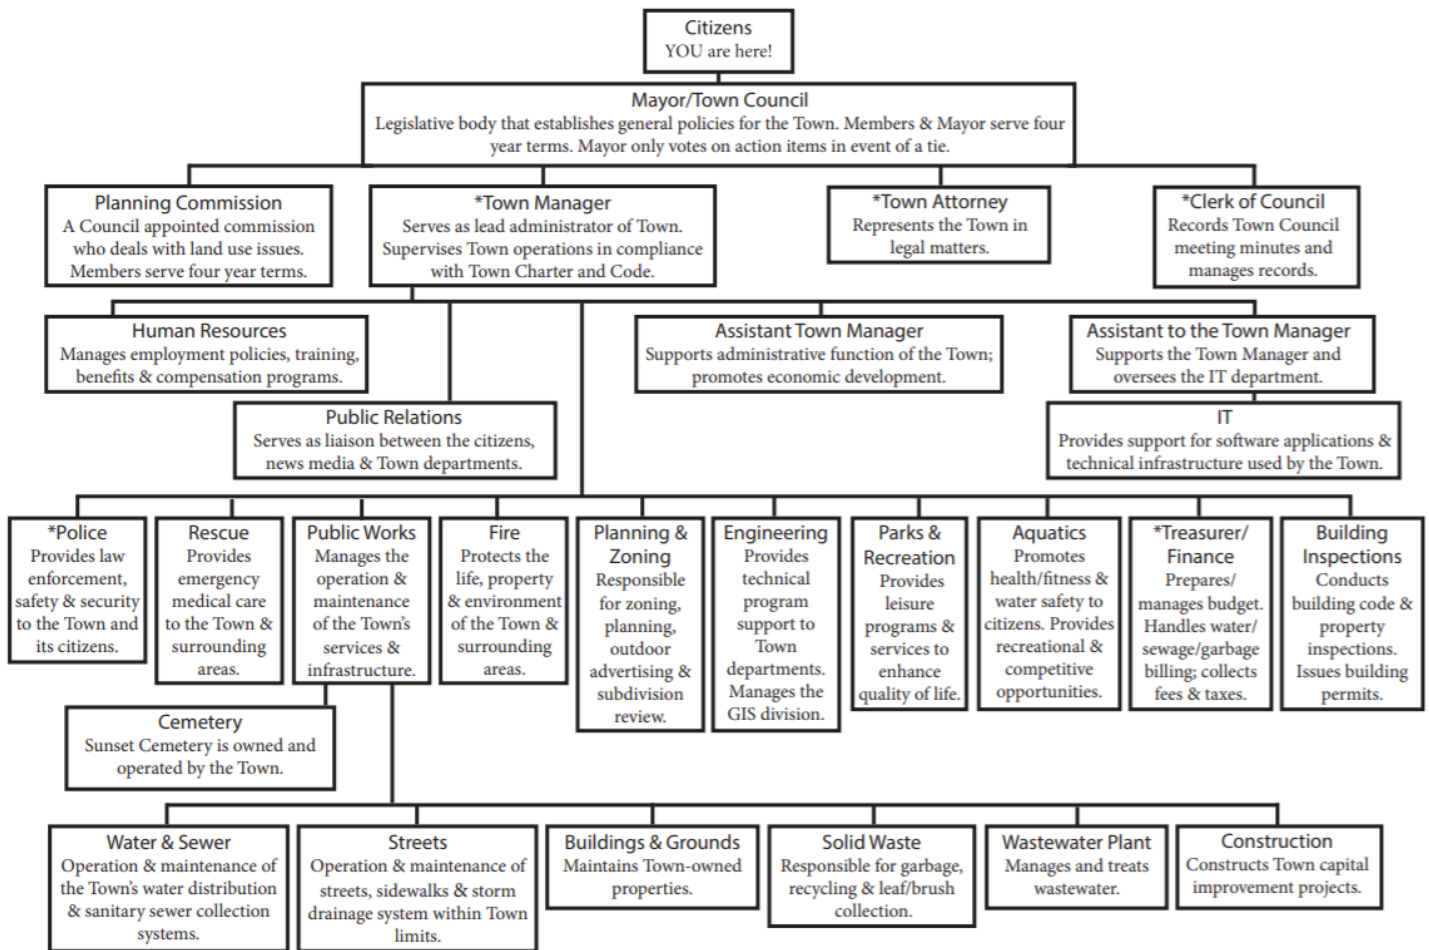 Citizens
YOU are here!
Mayor/Town Council
Legislative body that establishes general policies for the Town. Members & Mayor serve four
year terms. Mayor only votes on action items in event of a tie.
Planning Commission
A Council appointed commission
who deals with land use issues.
Members serve four year terms.
*Town Manager
Serves as lead administrator of Town.
Supervises Town operations in compliance
with Town Charter and Code.
*Town Attorney
Represents the Town in
legal matters.
*Clerk of Council
Records Town Council
meeting minutes and
manages records.
Human Resources
Manages employment policies, training,
benefits & compensation programs.
Assistant Town Manager
Supports administrative function of the Town;
promotes economic development.
Assistant to the Town Manager
Supports the Town Manager and
oversees the IT department.
Public Relations
Serves as liaison between the citizens,
news media & Town departments.
IT
Provides support for software applications &
technical infrastructure used by the Town.
*Police
Provides law
enforcement,
safety & security
to the Town and
its citizens.
Rescue
Provides
emergency
medical care
to the Town &
surrounding
areas.
Public Works
Manages the
operation &
maintenance
of the Town's
services &
infrastructure.
Fire
Protects the
life, property
& environment
of the Town &
surrounding
areas.
Planning &
Zoning
Responsible
for zoning,
planning,
outdoor
advertising &
subdivision
review.
Engineering
Provides
technical
program
support to
Town
departments.
Manages the
GIS division.
Parks &
Recreation
Provides
leisure
programs &
services to
enhance
quality of life.
Aquatics
Promotes
health/fitness &
water safety to
citizens. Provides
recreational &
competitive
opportunities.
*Treasurer/
Finance
Prepares/
manages budget.
Handles water/
sewage/garbage
billing; collects
fees & taxes.
Building
Inspections
Conducts
building code &
property
inspections.
Issues building
permits.
Cemetery
Sunset Cemetery is owned and
operated by the Town.
Water & Sewer
Operation & maintenance of
the Town's water distribution
& sanitary sewer collection
systems.
Streets
Operation & maintenance of
streets, sidewalks & storm
drainage system within Town
limits.
Buildings & Grounds
Maintains Town-owned
properties.
Solid Waste
Responsible for garbage,
recycling & leaf/brush
collection.
Wastewater Plant
Manages and treats
wastewater.
Construction
Constructs Town capital
improvement projects.